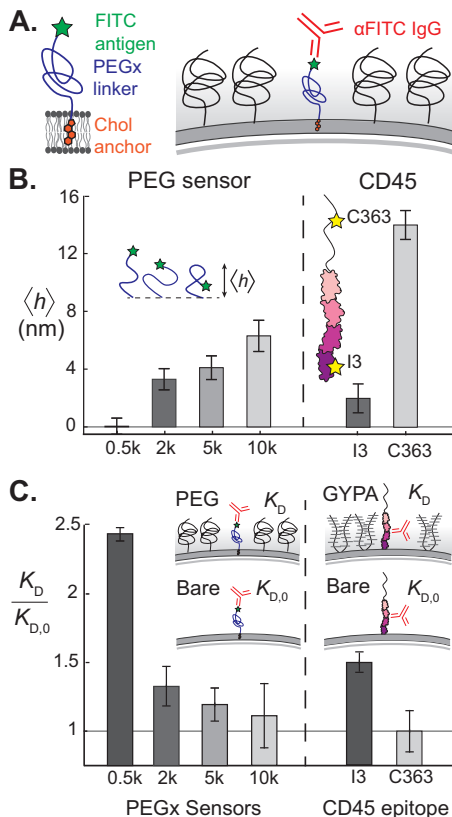 A.
FITC
antigen
PEGx
linker
Chol
anchor
αFITC IgG
B.
PEG sensor
CD45
16
12
8
4
0
⟨h⟩
(nm)
⟨h⟩
C363
I3
0.5k 2k 5k 10k
I3 C363
C.
2.5
2
1.5
1
K_D
K_D,0
PEG K_D
Bare K_D,0
GYPA K_D
Bare K_D,0
0.5k 2k 5k 10k
I3 C363
PEGx Sensors
CD45 epitope